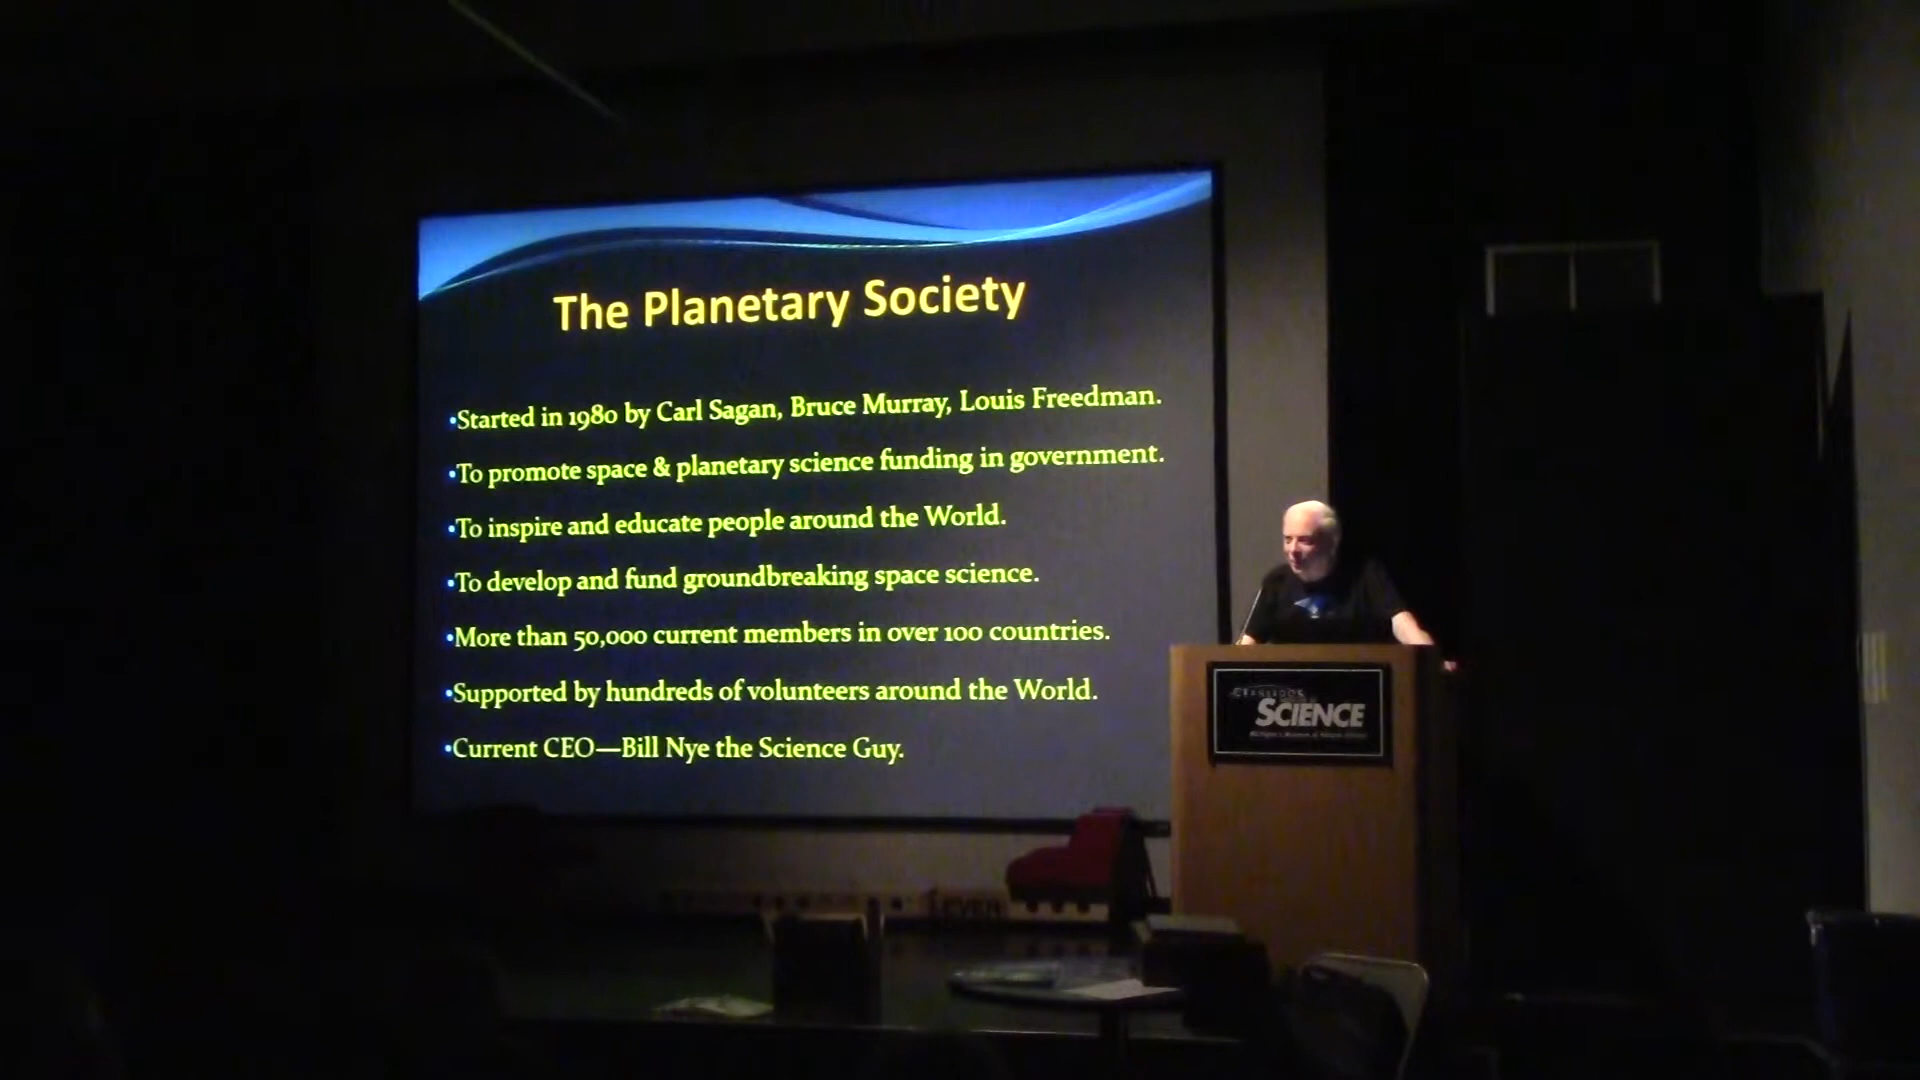 The Planetary Society
•Started in 1980 by Carl Sagan, Bruce Murray, Louis Freedman.
•To promote space & planetary science funding in government.
•To inspire and educate people around the World.
•To develop and fund groundbreaking space science.
•More than 50,000 current members in over 100 countries.
•Supported by hundreds of volunteers around the World.
•Current CEO—Bill Nye the Science Guy.
CRANBROOK
SCIENCE